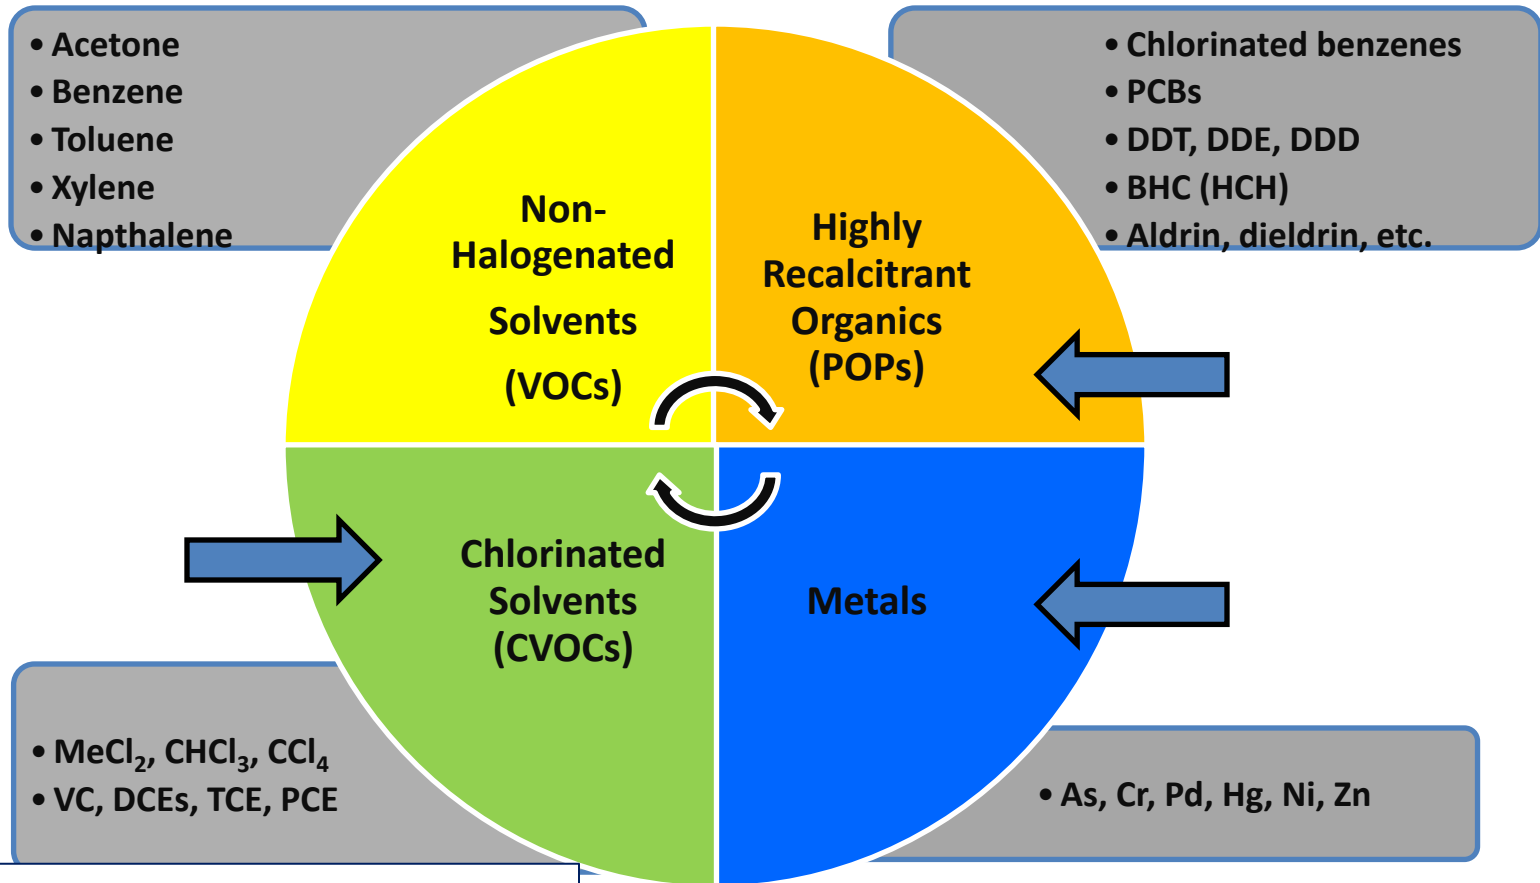 • Acetone
• Benzene
• Toluene
• Xylene
• Napthalene
• Chlorinated benzenes
• PCBs
• DDT, DDE, DDD
• BHC (HCH)
• Aldrin, dieldrin, etc.
Non-
Halogenated
Solvents
(VOCs)
Highly
Recalcitrant
Organics
(POPs)
Chlorinated
Solvents
(CVOCs)
Metals
• MeCl₂, CHCl₃, CCl₄
• VC, DCEs, TCE, PCE
• As, Cr, Pd, Hg, Ni, Zn